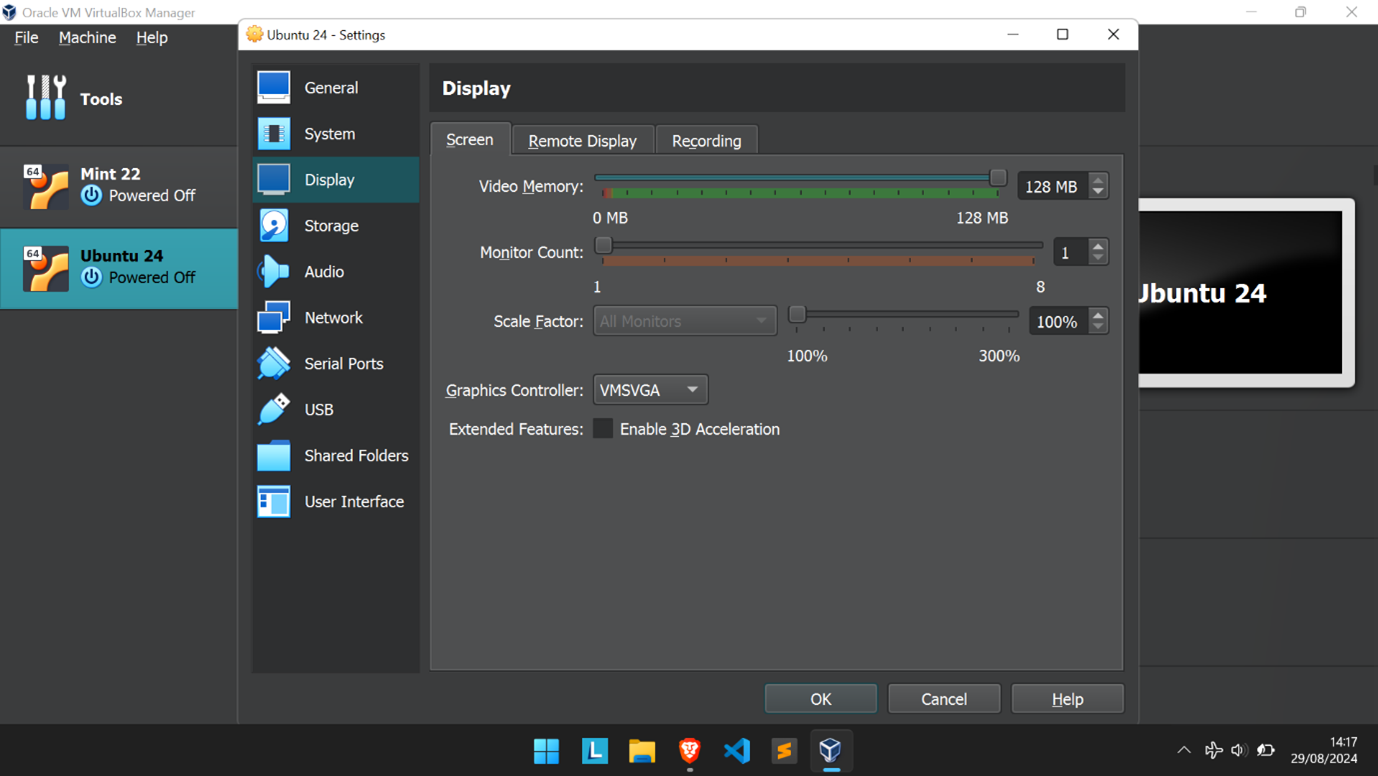 Oracle VM VirtualBox Manager
File Machine Help
Tools
64
Mint 22
Powered Off
64
Ubuntu 24
Powered Off
Ubuntu 24 - Settings
General
System
Display
Storage
Audio
Network
Serial Ports
USB
Shared Folders
User Interface
Display
Screen Remote Display Recording
Video Memory: 128 MB
0 MB 128 MB
Monitor Count: 1
1 8
Scale Factor: All Monitors 100%
100% 300%
Graphics Controller: VMSVGA
Extended Features: Enable 3D Acceleration
OK Cancel Help
Ubuntu 24
L
14:17
29/08/2024